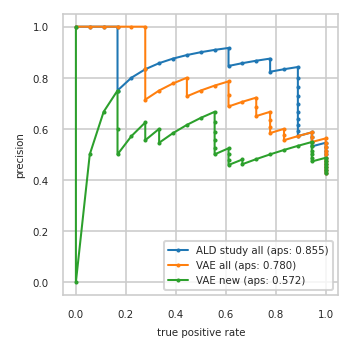 1.0
0.8
0.6
0.4
0.2
0.0
precision
ALD study all (aps: 0.855)
VAE all (aps: 0.780)
VAE new (aps: 0.572)
0.0 0.2 0.4 0.6 0.8 1.0
true positive rate